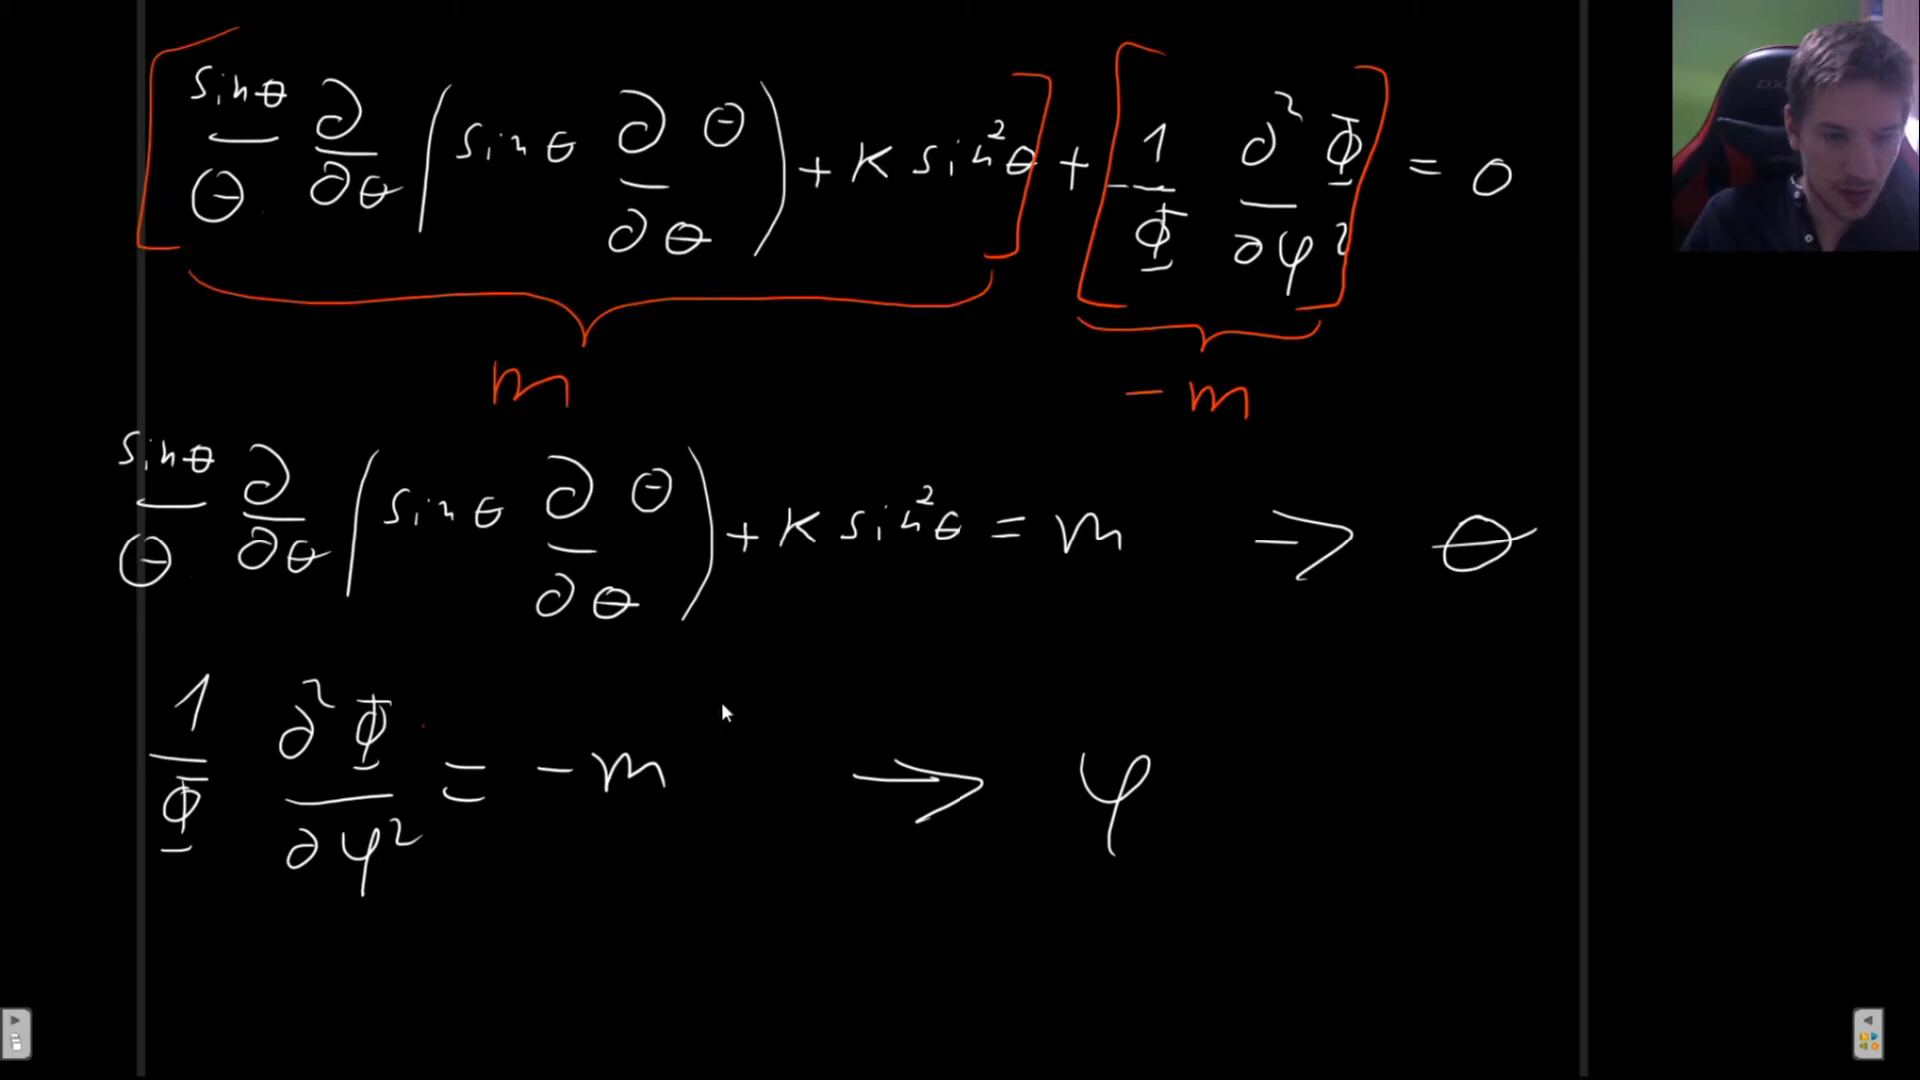 [ sinθ/Θ ∂/∂θ ( sinθ ∂Θ/∂θ ) + K sin²θ ] + [ 1/Φ ∂²Φ/∂φ² ] = 0
m - m
sinθ/Θ ∂/∂θ ( sinθ ∂Θ/∂θ ) + K sin²θ = m ⇒ θ
1/Φ ∂²Φ/∂φ² = - m ⇒ φ